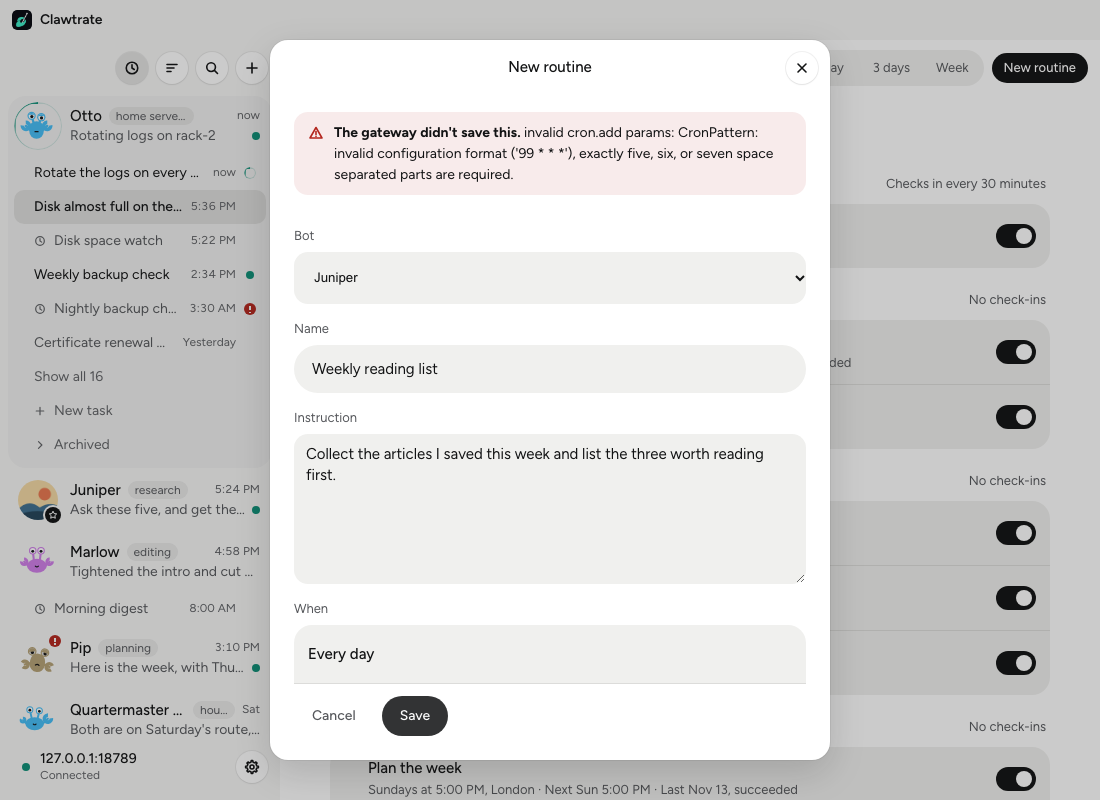 Clawtrate
ay
3 days
Week
New routine
Otto
home serve...
now
Rotating logs on rack-2
Rotate the logs on every ...
now
Disk almost full on the...
5:36 PM
Disk space watch
5:22 PM
Weekly backup check
2:34 PM
Nightly backup ch...
3:30 AM
Certificate renewal ...
Yesterday
Show all 16
New task
Archived
Juniper
research
5:24 PM
Ask these five, and get the...
Marlow
editing
4:58 PM
Tightened the intro and cut ...
Morning digest
8:00 AM
Pip
planning
3:10 PM
Here is the week, with Thu...
Quartermaster ...
hou...
Sat
Both are on Saturday's route,...
127.0.0.1:18789
Connected
New routine
The gateway didn't save this. invalid cron.add params: CronPattern:
invalid configuration format ('99 * * *'), exactly five, six, or seven space
separated parts are required.
Bot
Juniper
Name
Weekly reading list
Instruction
Collect the articles I saved this week and list the three worth reading
first.
When
Every day
Cancel
Save
Checks in every 30 minutes
No check-ins
ded
No check-ins
No check-ins
Plan the week
Sundays at 5:00 PM, London · Next Sun 5:00 PM · Last Nov 13, succeeded